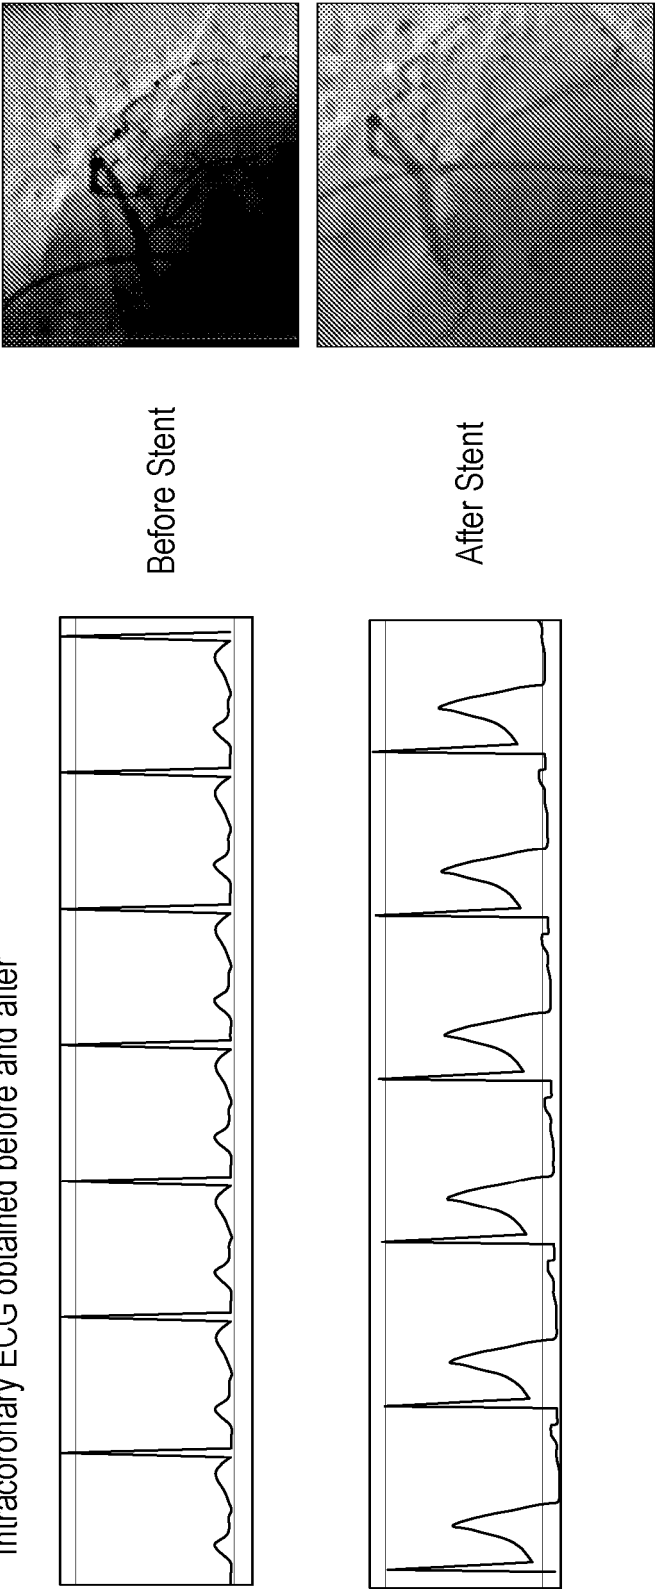 Intracoronary ECG obtained before and after
Before Stent
After Stent